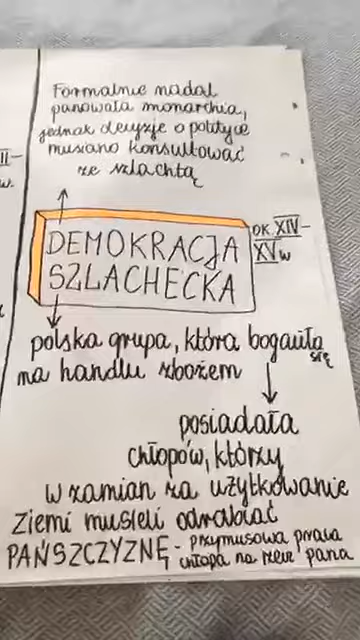 Formalnie nadal
panowała monarchia,
jednak decyzje o polityce
musiano konsultować
ze szlachtą
II-
w.
DEMOKRACJA
SZLACHECKA
OK. XIV-
XV w
polska grupa, która bogaciła
się
na handlu zbożem
posiadała
chłopów, którzy
w zamian za użytkowanie
ziemi musieli odrabiać
PAŃSZCZYZNĘ - przymusowa praca
chłopa na rzecz pana